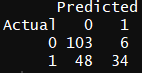 Predicted
Actual 0 1
0 103 6
1 48 34